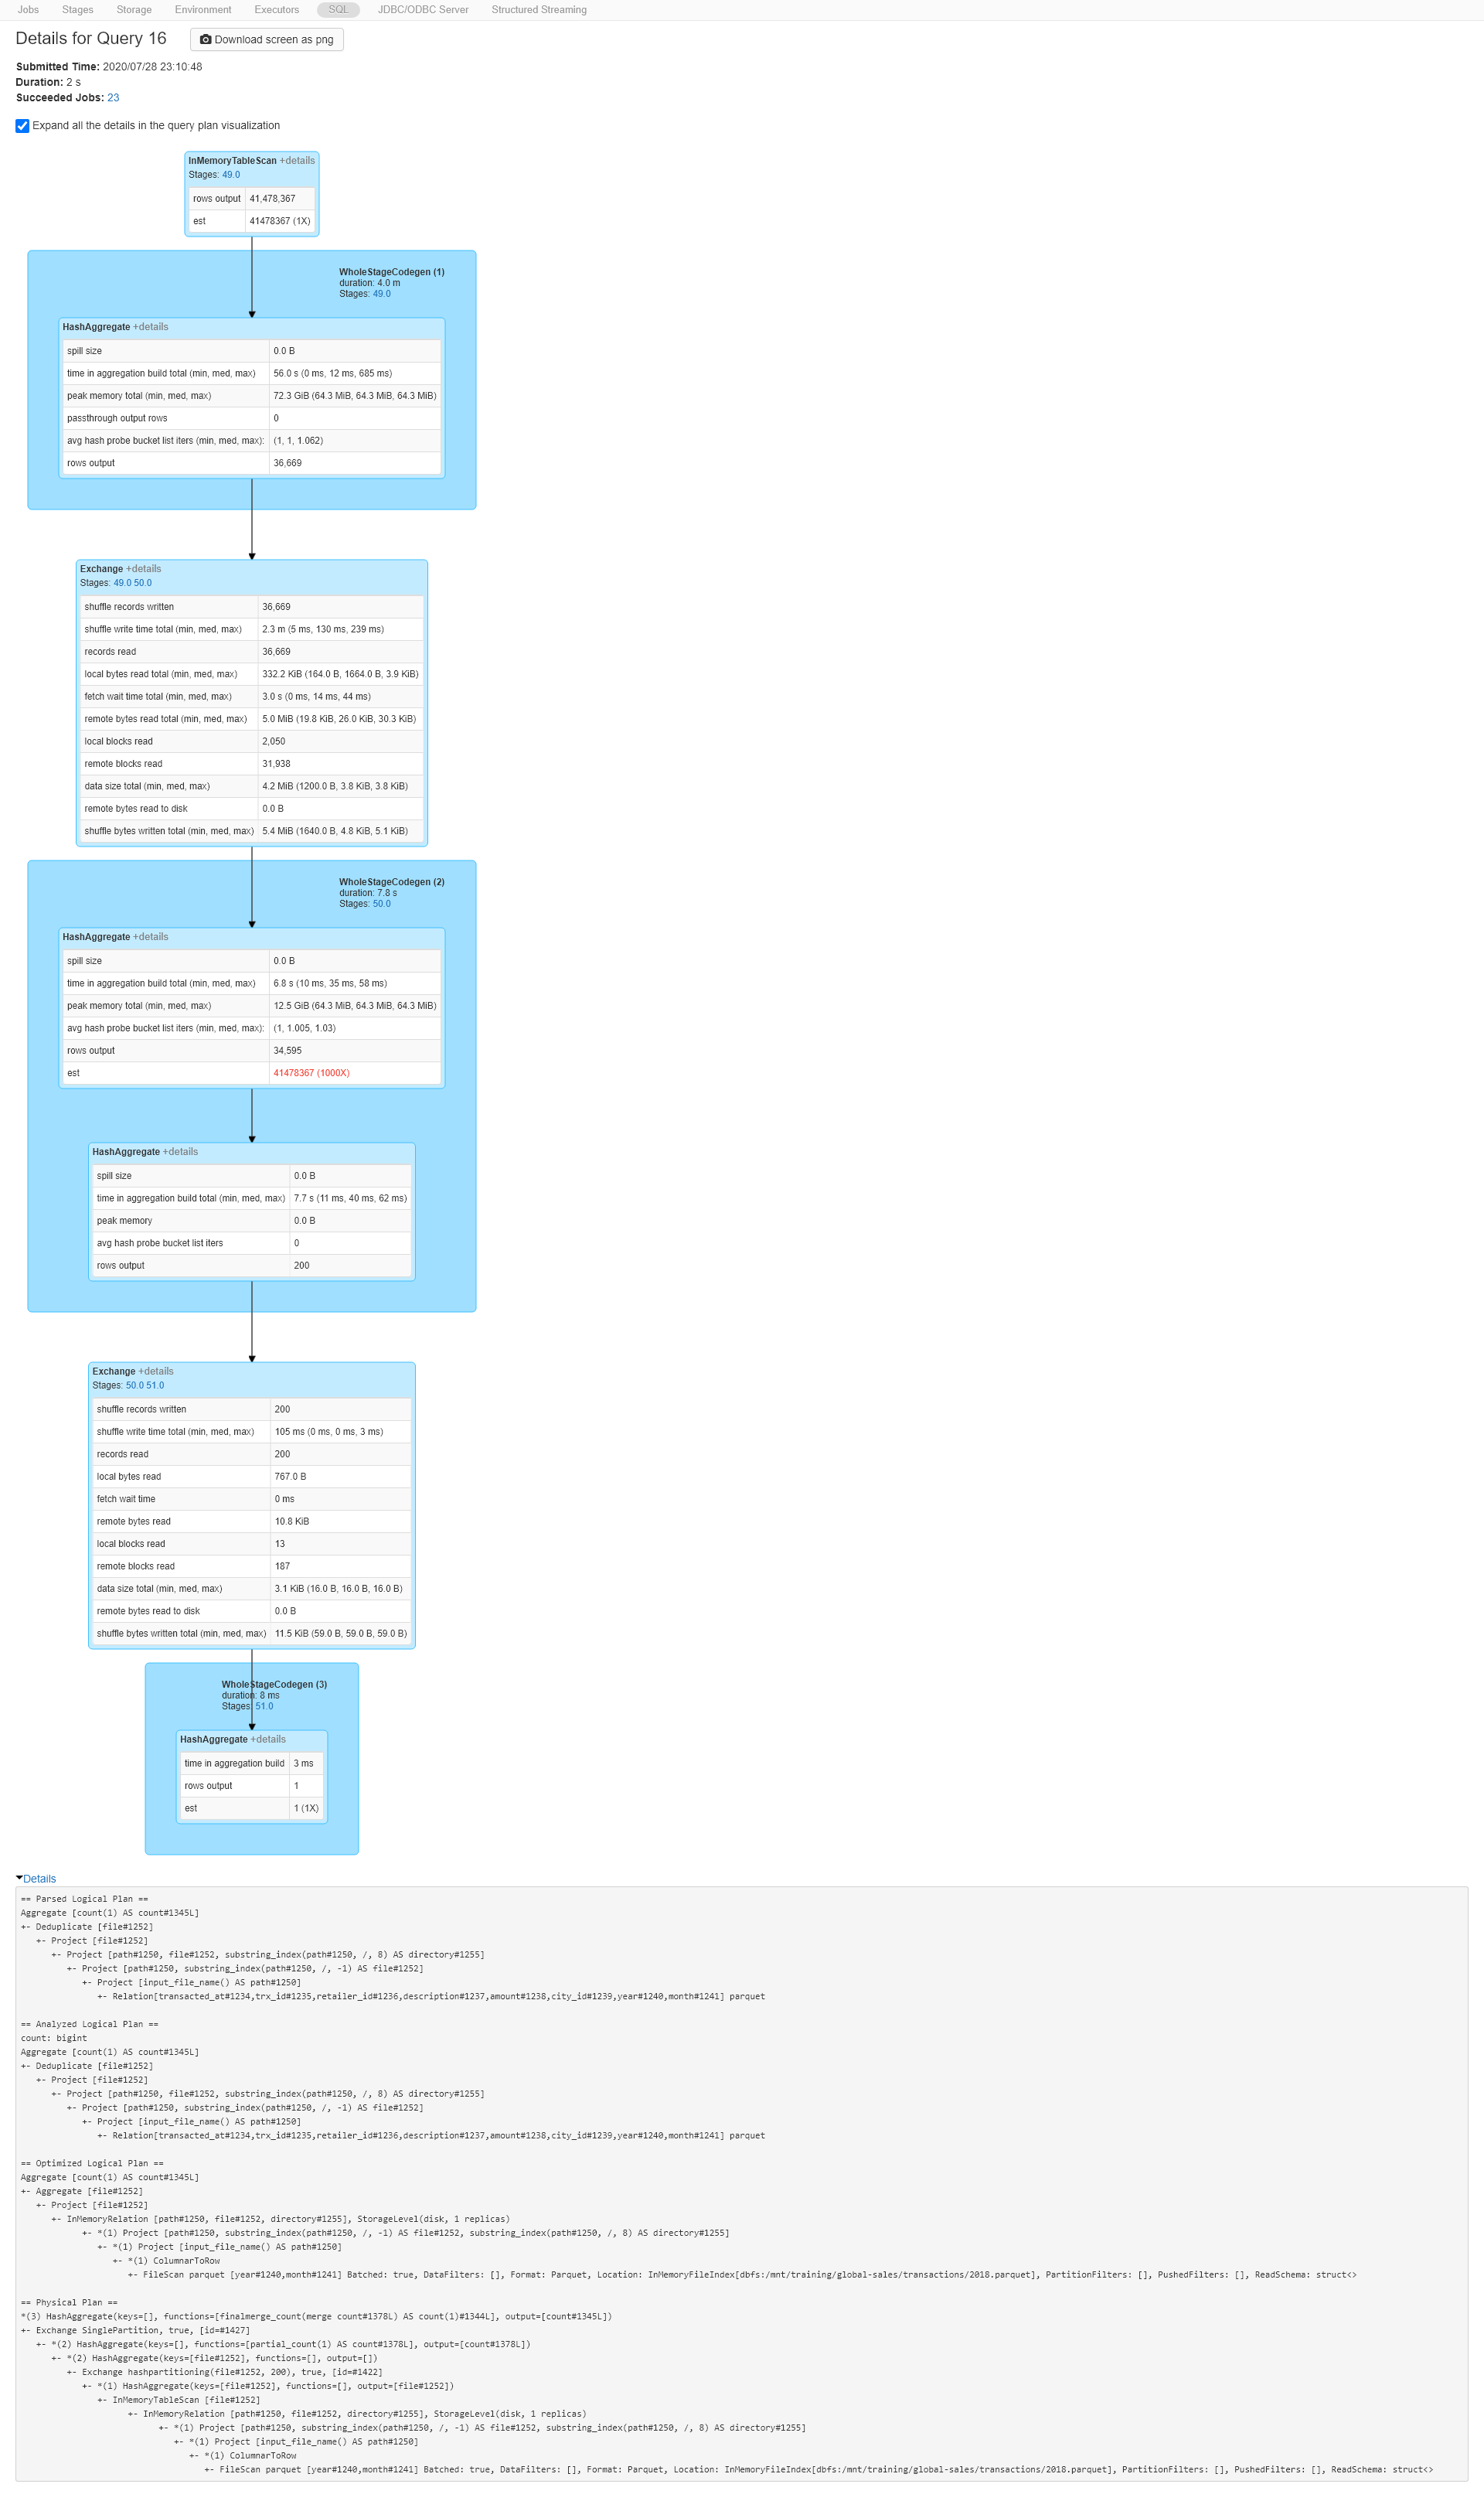 Jobs Stages Storage Environment Executors SQL JDBC/ODBC Server Structured Streaming
Details for Query 16 Download screen as png
Submitted Time: 2020/07/28 23:10:48
Duration: 2 s
Succeeded Jobs: 23
Expand all the details in the query plan visualization
InMemoryTableScan +details
Stages: 49.0
rows output 41,478,367
est 41478367 (1X)
WholeStageCodegen (1)
duration: 4.0 m
Stages: 49.0
HashAggregate +details
spill size 0.0 B
time in aggregation build total (min, med, max) 56.0 s (0 ms, 12 ms, 685 ms)
peak memory total (min, med, max) 72.3 GiB (64.3 MiB, 64.3 MiB, 64.3 MiB)
passthrough output rows 0
avg hash probe bucket list iters (min, med, max): (1, 1, 1.062)
rows output 36,669
Exchange +details
Stages: 49.0 50.0
shuffle records written 36,669
shuffle write time total (min, med, max) 2.3 m (5 ms, 130 ms, 239 ms)
records read 36,669
local bytes read total (min, med, max) 332.2 KiB (164.0 B, 1664.0 B, 3.9 KiB)
fetch wait time total (min, med, max) 3.0 s (0 ms, 14 ms, 44 ms)
remote bytes read total (min, med, max) 5.0 MiB (19.8 KiB, 26.0 KiB, 30.3 KiB)
local blocks read 2,050
remote blocks read 31,938
data size total (min, med, max) 4.2 MiB (1200.0 B, 3.8 KiB, 3.8 KiB)
remote bytes read to disk 0.0 B
shuffle bytes written total (min, med, max) 5.4 MiB (1640.0 B, 4.8 KiB, 5.1 KiB)
WholeStageCodegen (2)
duration: 7.8 s
Stages: 50.0
HashAggregate +details
spill size 0.0 B
time in aggregation build total (min, med, max) 6.8 s (10 ms, 35 ms, 58 ms)
peak memory total (min, med, max) 12.5 GiB (64.3 MiB, 64.3 MiB, 64.3 MiB)
avg hash probe bucket list iters (min, med, max): (1, 1.005, 1.03)
rows output 34,595
est 41478367 (1000X)
HashAggregate +details
spill size 0.0 B
time in aggregation build total (min, med, max) 7.7 s (11 ms, 40 ms, 62 ms)
peak memory 0.0 B
avg hash probe bucket list iters 0
rows output 200
Exchange +details
Stages: 50.0 51.0
shuffle records written 200
shuffle write time total (min, med, max) 105 ms (0 ms, 0 ms, 3 ms)
records read 200
local bytes read 767.0 B
fetch wait time 0 ms
remote bytes read 10.8 KiB
local blocks read 13
remote blocks read 187
data size total (min, med, max) 3.1 KiB (16.0 B, 16.0 B, 16.0 B)
remote bytes read to disk 0.0 B
shuffle bytes written total (min, med, max) 11.5 KiB (59.0 B, 59.0 B, 59.0 B)
WholeStageCodegen (3)
duration: 8 ms
Stages: 51.0
HashAggregate +details
time in aggregation build 3 ms
rows output 1
est 1 (1X)
Details
== Parsed Logical Plan ==
Aggregate [count(1) AS count#1345L]
+- Deduplicate [file#1252]
   +- Project [file#1252]
      +- Project [path#1250, file#1252, substring_index(path#1250, /, 8) AS directory#1255]
         +- Project [path#1250, substring_index(path#1250, /, -1) AS file#1252]
            +- Project [input_file_name() AS path#1250]
               +- Relation[transacted_at#1234,trx_id#1235,retailer_id#1236,description#1237,amount#1238,city_id#1239,year#1240,month#1241] parquet
== Analyzed Logical Plan ==
count: bigint
Aggregate [count(1) AS count#1345L]
+- Deduplicate [file#1252]
   +- Project [file#1252]
      +- Project [path#1250, file#1252, substring_index(path#1250, /, 8) AS directory#1255]
         +- Project [path#1250, substring_index(path#1250, /, -1) AS file#1252]
            +- Project [input_file_name() AS path#1250]
               +- Relation[transacted_at#1234,trx_id#1235,retailer_id#1236,description#1237,amount#1238,city_id#1239,year#1240,month#1241] parquet
== Optimized Logical Plan ==
Aggregate [count(1) AS count#1345L]
+- Aggregate [file#1252]
   +- Project [file#1252]
      +- InMemoryRelation [path#1250, file#1252, directory#1255], StorageLevel(disk, 1 replicas)
            +- *(1) Project [path#1250, substring_index(path#1250, /, -1) AS file#1252, substring_index(path#1250, /, 8) AS directory#1255]
               +- *(1) Project [input_file_name() AS path#1250]
                  +- *(1) ColumnarToRow
                     +- FileScan parquet [year#1240,month#1241] Batched: true, DataFilters: [], Format: Parquet, Location: InMemoryFileIndex[dbfs:/mnt/training/global-sales/transactions/2018.parquet], PartitionFilters: [], PushedFilters: [], ReadSchema: struct<>
== Physical Plan ==
*(3) HashAggregate(keys=[], functions=[finalmerge_count(merge count#1378L) AS count(1)#1344L], output=[count#1345L])
+- Exchange SinglePartition, true, [id=#1427]
   +- *(2) HashAggregate(keys=[], functions=[partial_count(1) AS count#1378L], output=[count#1378L])
      +- *(2) HashAggregate(keys=[file#1252], functions=[], output=[])
         +- Exchange hashpartitioning(file#1252, 200), true, [id=#1422]
            +- *(1) HashAggregate(keys=[file#1252], functions=[], output=[file#1252])
               +- InMemoryTableScan [file#1252]
                     +- InMemoryRelation [path#1250, file#1252, directory#1255], StorageLevel(disk, 1 replicas)
                           +- *(1) Project [path#1250, substring_index(path#1250, /, -1) AS file#1252, substring_index(path#1250, /, 8) AS directory#1255]
                              +- *(1) Project [input_file_name() AS path#1250]
                                 +- *(1) ColumnarToRow
                                    +- FileScan parquet [year#1240,month#1241] Batched: true, DataFilters: [], Format: Parquet, Location: InMemoryFileIndex[dbfs:/mnt/training/global-sales/transactions/2018.parquet], PartitionFilters: [], PushedFilters: [], ReadSchema: struct<>